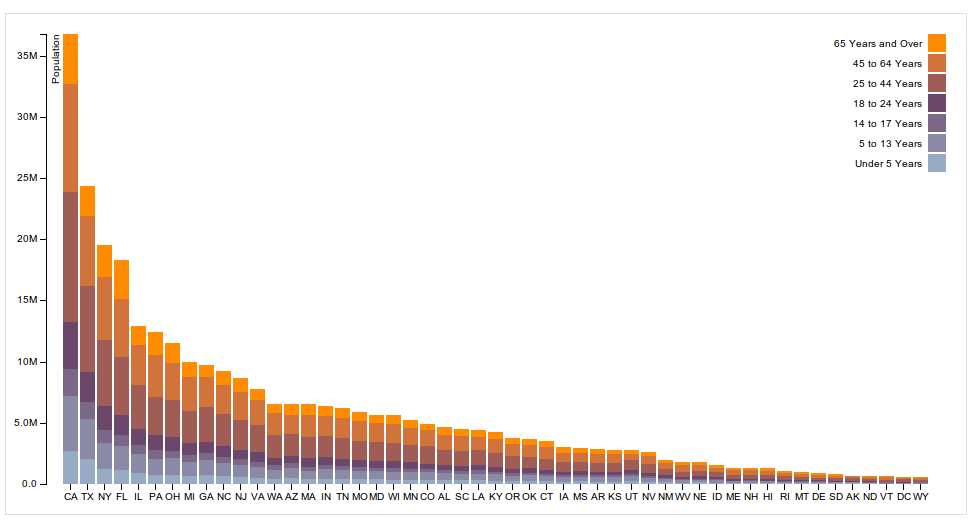 Population
35M
30M
25M
20M
15M
10M
5.0M
0.0
65 Years and Over
45 to 64 Years
25 to 44 Years
18 to 24 Years
14 to 17 Years
5 to 13 Years
Under 5 Years
CA TX NY FL IL PA OH MI GA NC NJ VA WA AZ MA IN TN MO MD WI MN CO AL SC LA KY OR OK CT IA MS AR KS UT NV NM WV NE ID ME NH HI RI MT DE SD AK ND VT DC WY